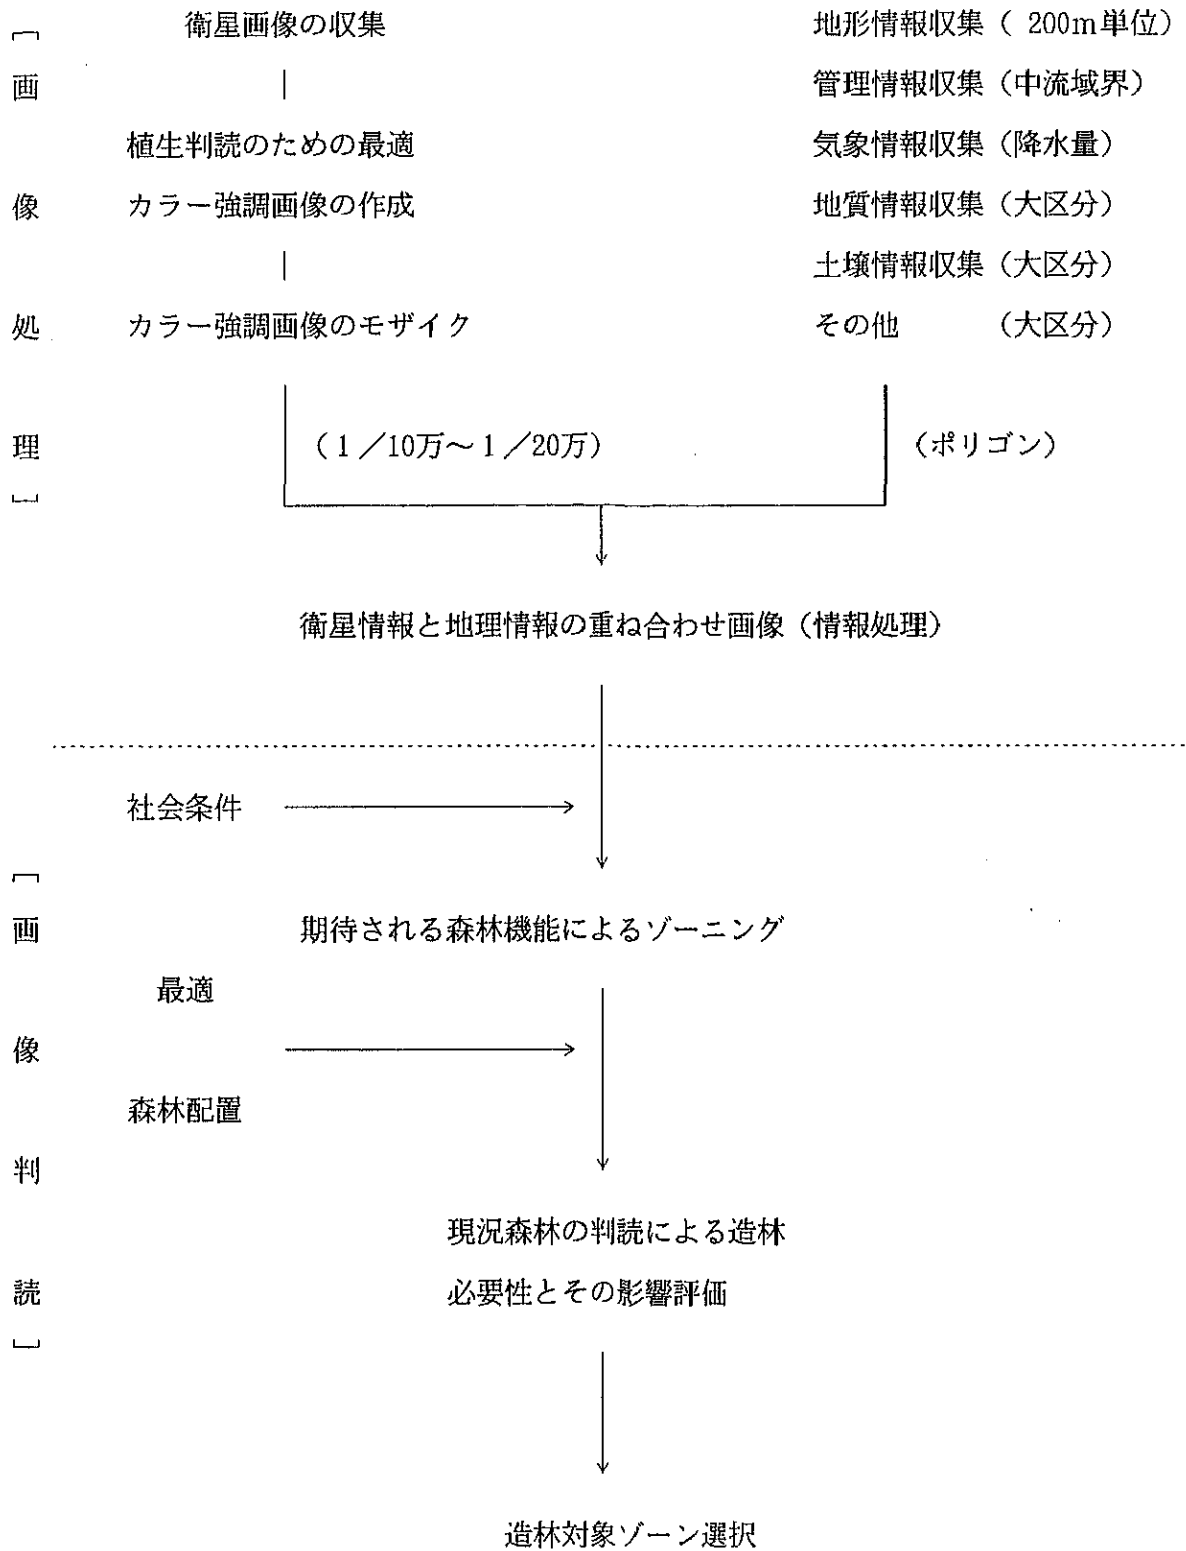 ［画像処理］
衛星画像の収集
植生判読のための最適
カラー強調画像の作成
カラー強調画像のモザイク
（１／10万～１／20万）
地形情報収集（ 200m単位）
管理情報収集（中流域界）
気象情報収集（降水量）
地質情報収集（大区分）
土壌情報収集（大区分）
その他　　　（大区分）
（ポリゴン）
衛星情報と地理情報の重ね合わせ画像（情報処理）
［画像判読］
社会条件
期待される森林機能によるゾーニング
最適
森林配置
現況森林の判読による造林
必要性とその影響評価
造林対象ゾーン選択